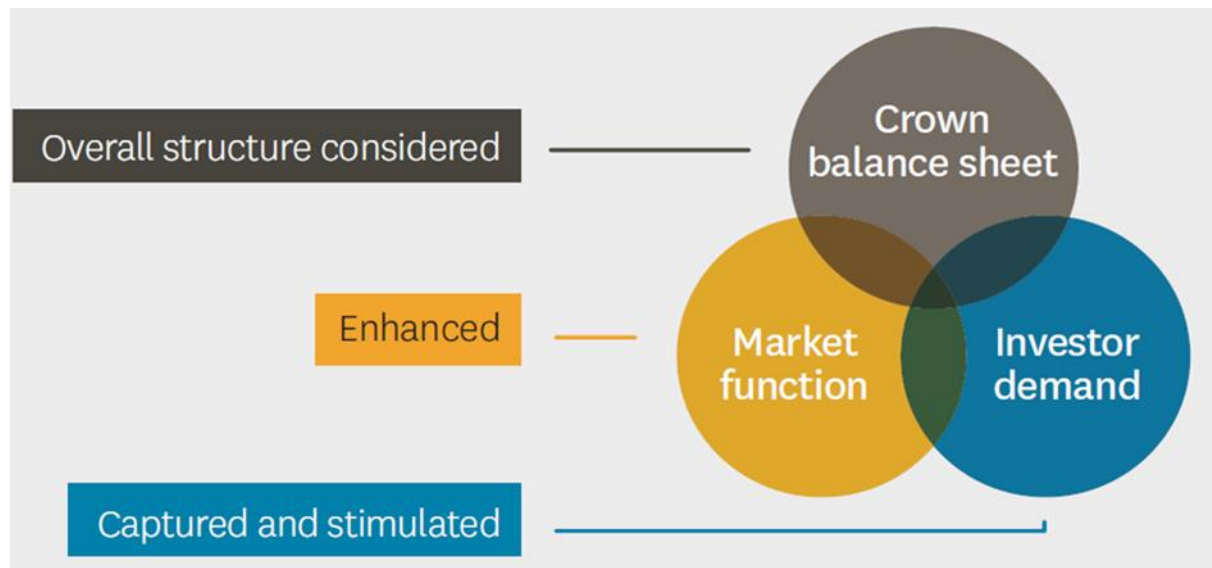 Overall structure considered
Crown
balance sheet
Enhanced
Market
function
Investor
demand
Captured and stimulated